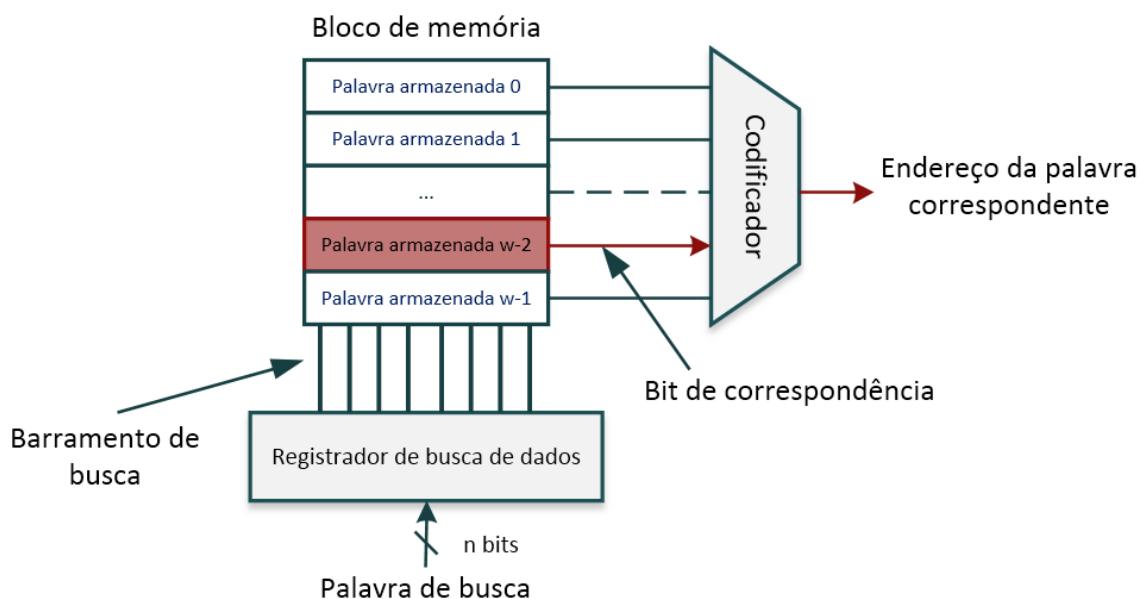 Bloco de memória
Palavra armazenada 0
Palavra armazenada 1
...
Palavra armazenada w-2
Palavra armazenada w-1
Codificador
Endereço da palavra
correspondente
Bit de correspondência
Barramento de
busca
Registrador de busca de dados
n bits
Palavra de busca